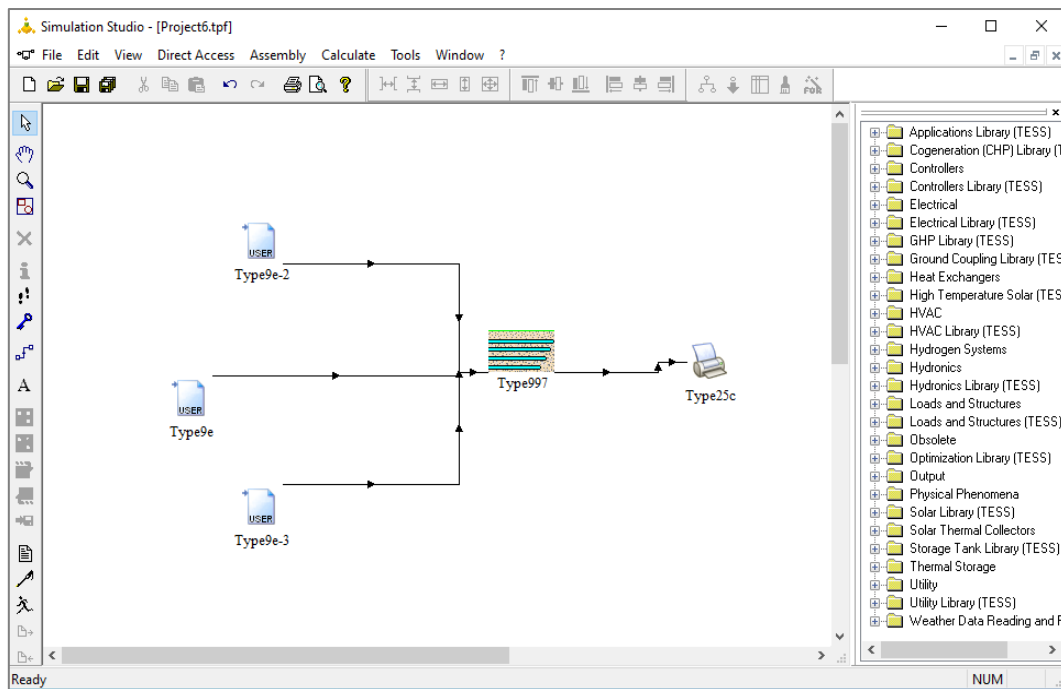 Simulation Studio - [Project6.tpf]
File Edit View Direct Access Assembly Calculate Tools Window ?
FOR
A
USER
Type9e-2
USER
Type9e
USER
Type9e-3
Type997
Type25c
Applications Library (TESS)
Cogeneration (CHP) Library (T
Controllers
Controllers Library (TESS)
Electrical
Electrical Library (TESS)
GHP Library (TESS)
Ground Coupling Library (TES
Heat Exchangers
High Temperature Solar (TES
HVAC
HVAC Library (TESS)
Hydrogen Systems
Hydronics
Hydronics Library (TESS)
Loads and Structures
Loads and Structures (TESS)
Obsolete
Optimization Library (TESS)
Output
Physical Phenomena
Solar Library (TESS)
Solar Thermal Collectors
Storage Tank Library (TESS)
Thermal Storage
Utility
Utility Library (TESS)
Weather Data Reading and P
Ready
NUM